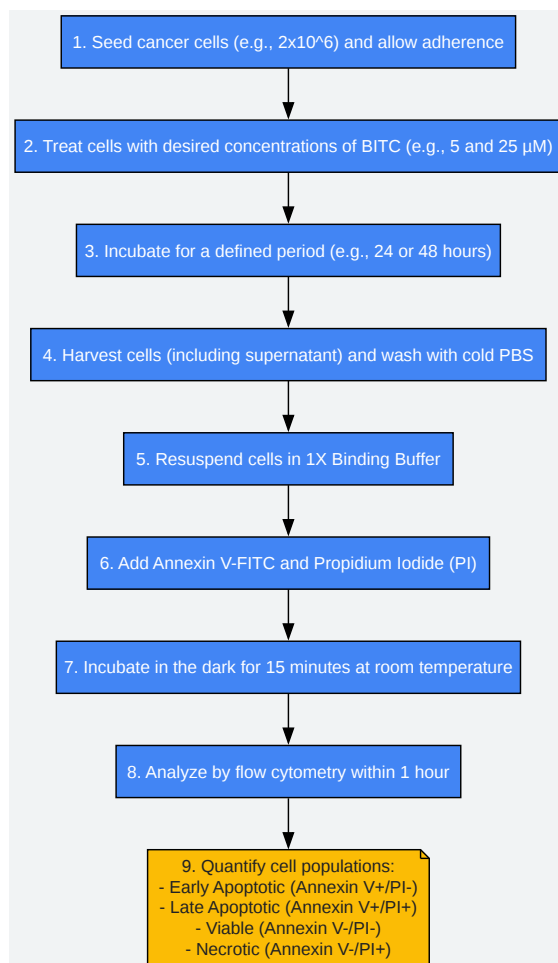 1. Seed cancer cells (e.g., 2x10^6) and allow adherence
2. Treat cells with desired concentrations of BITC (e.g., 5 and 25 µM)
3. Incubate for a defined period (e.g., 24 or 48 hours)
4. Harvest cells (including supernatant) and wash with cold PBS
5. Resuspend cells in 1X Binding Buffer
6. Add Annexin V-FITC and Propidium Iodide (PI)
7. Incubate in the dark for 15 minutes at room temperature
8. Analyze by flow cytometry within 1 hour
9. Quantify cell populations:
- Early Apoptotic (Annexin V+/PI-)
- Late Apoptotic (Annexin V+/PI+)
- Viable (Annexin V-/PI-)
- Necrotic (Annexin V-/PI+)